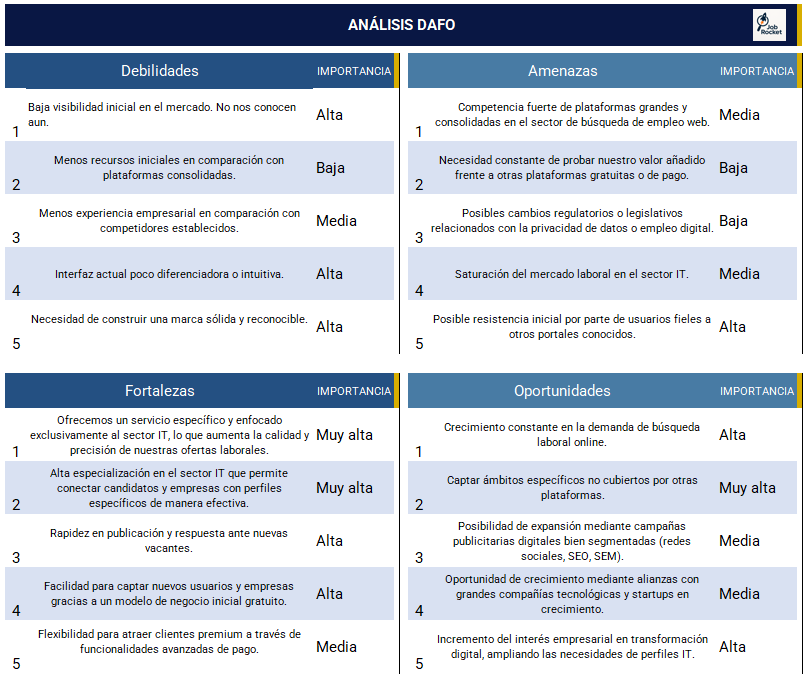 ANÁLISIS DAFO
Job
Rocket
Debilidades
IMPORTANCIA
1
Baja visibilidad inicial en el mercado. No nos conocen
aun.
Alta
2
Menos recursos iniciales en comparación con
plataformas consolidadas.
Baja
3
Menos experiencia empresarial en comparación con
competidores establecidos.
Media
4
Interfaz actual poco diferenciadora o intuitiva.
Alta
5
Necesidad de construir una marca sólida y reconocible.
Alta
Amenazas
IMPORTANCIA
1
Competencia fuerte de plataformas grandes y
consolidadas en el sector de búsqueda de empleo web.
Media
2
Necesidad constante de probar nuestro valor añadido
frente a otras plataformas gratuitas o de pago.
Baja
3
Posibles cambios regulatorios o legislativos
relacionados con la privacidad de datos o empleo digital.
Baja
4
Saturación del mercado laboral en el sector IT.
Media
5
Posible resistencia inicial por parte de usuarios fieles a
otros portales conocidos.
Alta
Fortalezas
IMPORTANCIA
1
Ofrecemos un servicio específico y enfocado
exclusivamente al sector IT, lo que aumenta la calidad y
precisión de nuestras ofertas laborales.
Muy alta
2
Alta especialización en el sector IT que permite
conectar candidatos y empresas con perfiles
específicos de manera efectiva.
Muy alta
3
Rapidez en publicación y respuesta ante nuevas
vacantes.
Alta
4
Facilidad para captar nuevos usuarios y empresas
gracias a un modelo de negocio inicial gratuito.
Alta
5
Flexibilidad para atraer clientes premium a través de
funcionalidades avanzadas de pago.
Media
Oportunidades
IMPORTANCIA
1
Crecimiento constante en la demanda de búsqueda
laboral online.
Alta
2
Captar ámbitos específicos no cubiertos por otras
plataformas.
Muy alta
3
Posibilidad de expansión mediante campañas
publicitarias digitales bien segmentadas (redes
sociales, SEO, SEM).
Media
4
Oportunidad de crecimiento mediante alianzas con
grandes compañías tecnológicas y startups en
crecimiento.
Media
5
Incremento del interés empresarial en transformación
digital, ampliando las necesidades de perfiles IT.
Alta